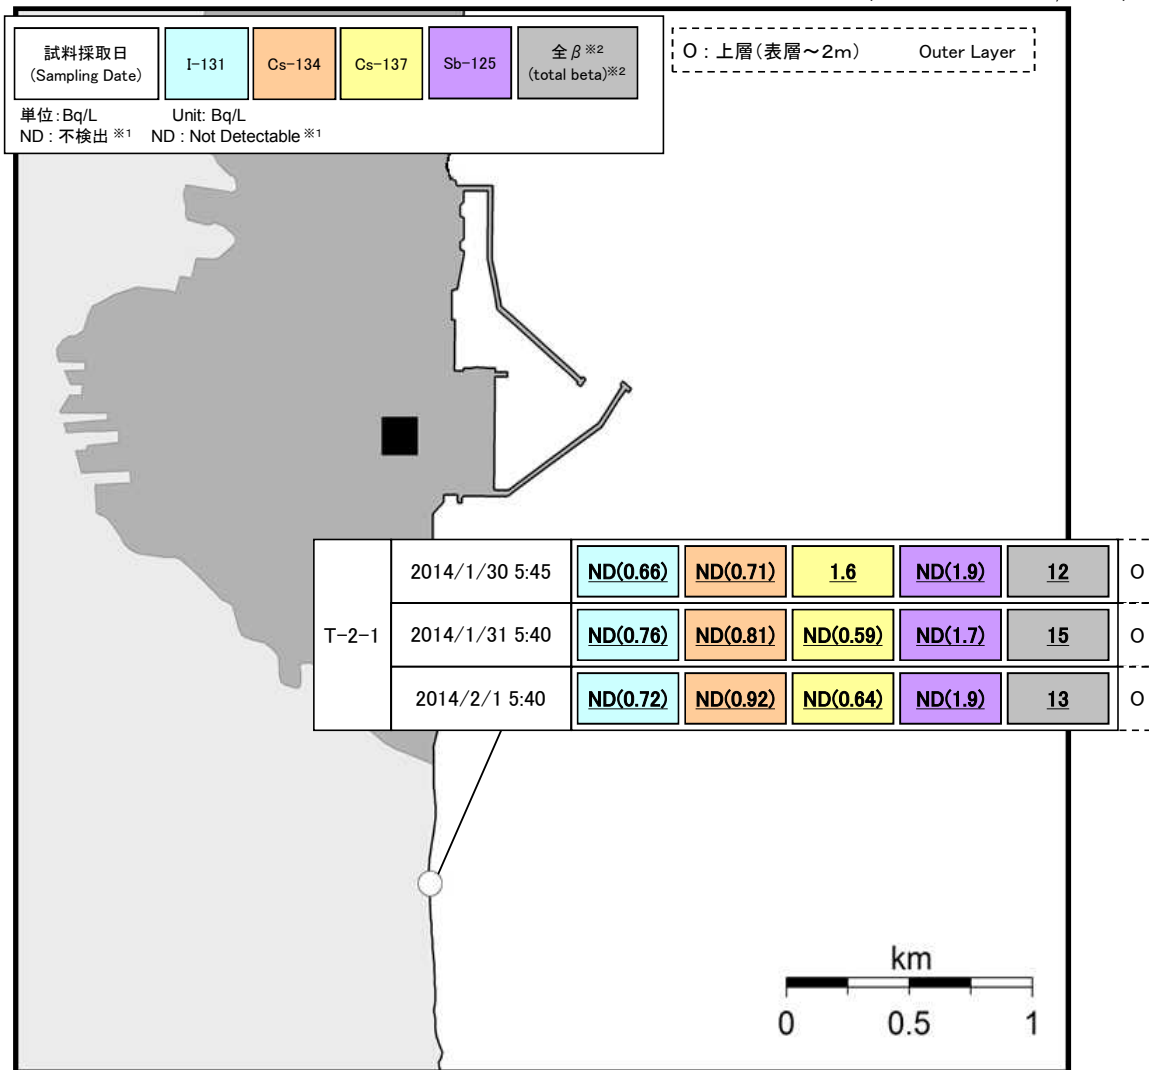 試料採取日
(Sampling Date)
I-131
Cs-134
Cs-137
Sb-125
全β※2
(total beta)※2
O : 上層(表層～2m) Outer Layer
単位:Bq/L Unit: Bq/L
ND : 不検出 ※1 ND : Not Detectable ※1
T-2-1
2014/1/30 5:45 ND(0.66) ND(0.71) 1.6 ND(1.9) 12 O
2014/1/31 5:40 ND(0.76) ND(0.81) ND(0.59) ND(1.7) 15 O
2014/2/1 5:40 ND(0.72) ND(0.92) ND(0.64) ND(1.9) 13 O
km
0 0.5 1